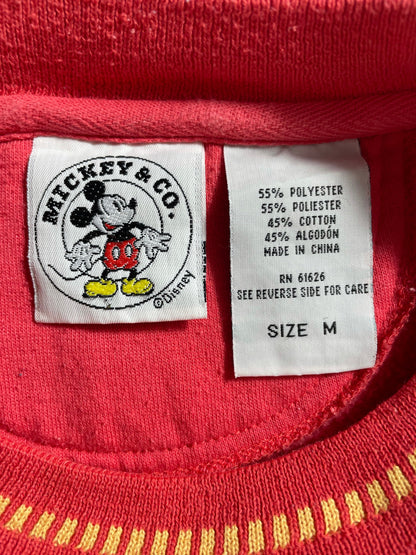 MICKEY & CO.
©Disney
55% POLYESTER
55% POLIESTER
45% COTTON
45% ALGODÓN
MADE IN CHINA
RN 61626
SEE REVERSE SIDE FOR CARE
SIZE M